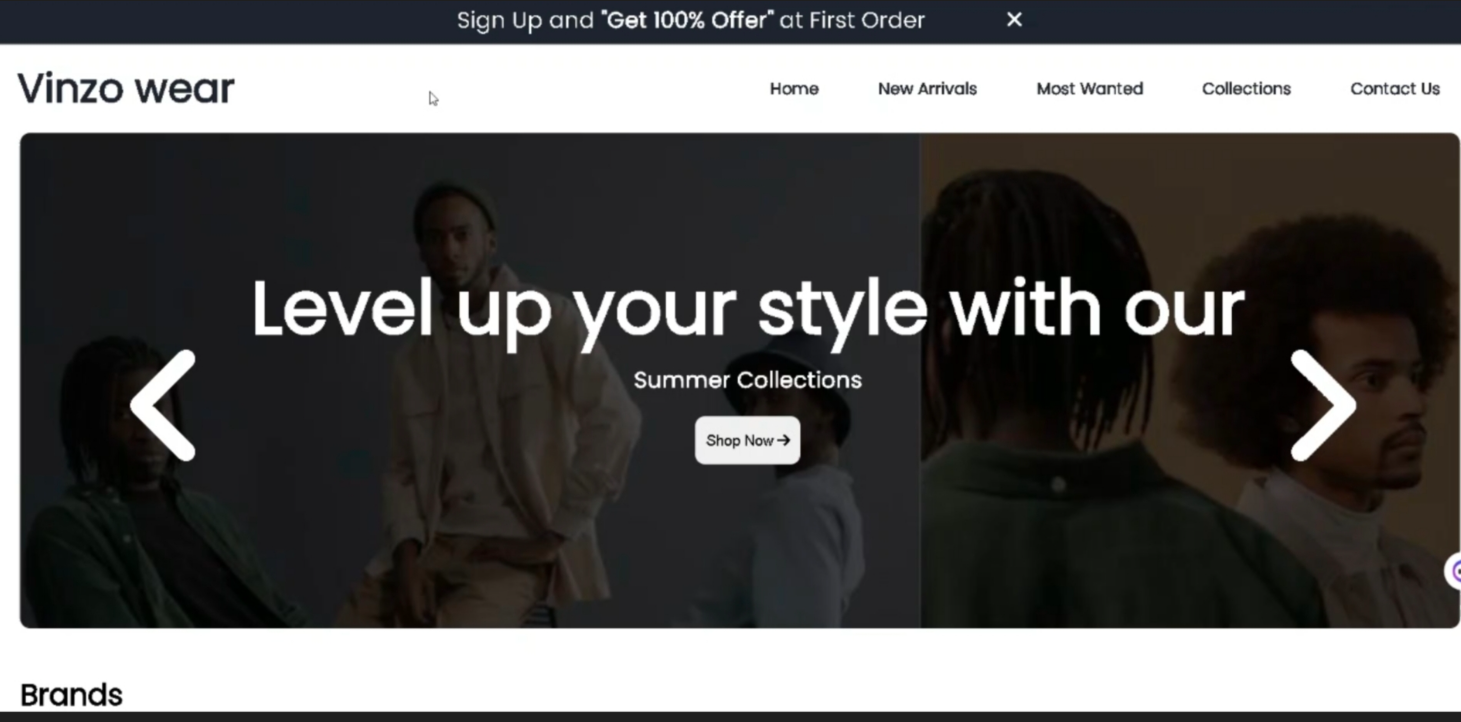 Sign Up and "Get 100% Offer" at First Order ✕
Vinzo wear
Home New Arrivals Most Wanted Collections Contact Us
Level up your style with our
Summer Collections
Shop Now →
Brands